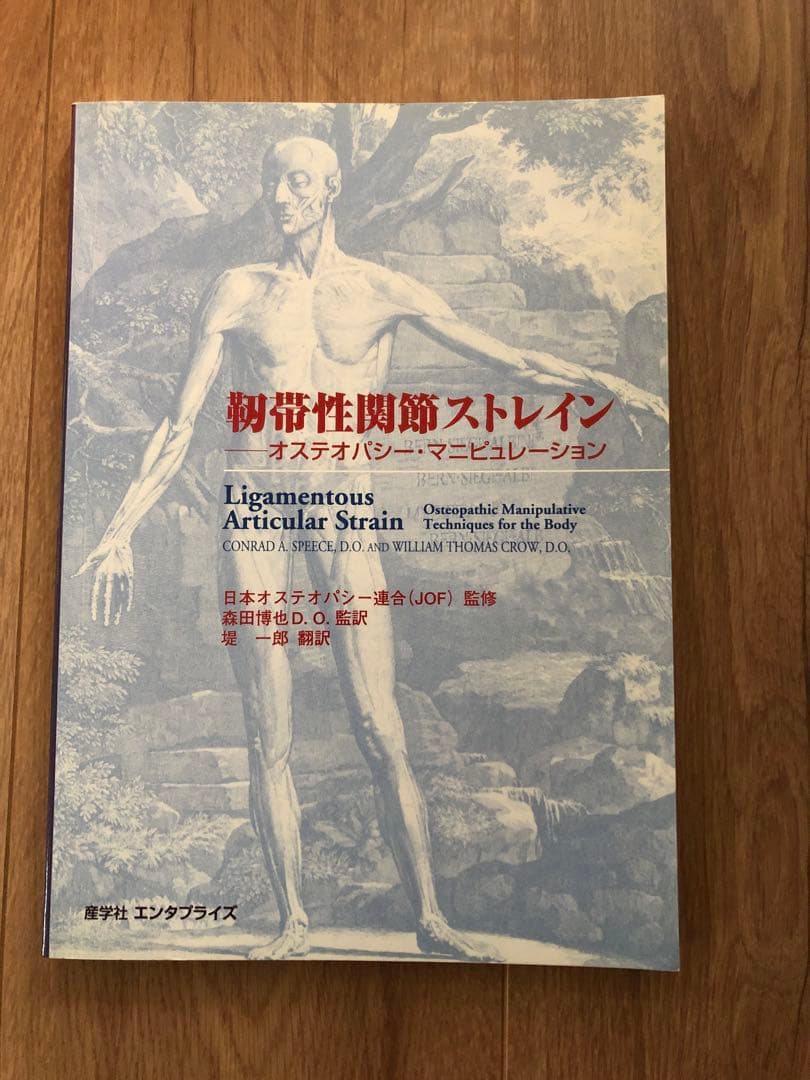 靭帯性関節ストレイン
──オステオパシー・マニピュレーション
Ligamentous
Articular Strain
Osteopathic Manipulative
Techniques for the Body
CONRAD A. SPEECE, D.O. AND WILLIAM THOMAS CROW, D.O.
日本オステオパシー連合(JOF) 監修
森田博也D. O. 監訳
堤 一郎 翻訳
産学社 エンタプライズ